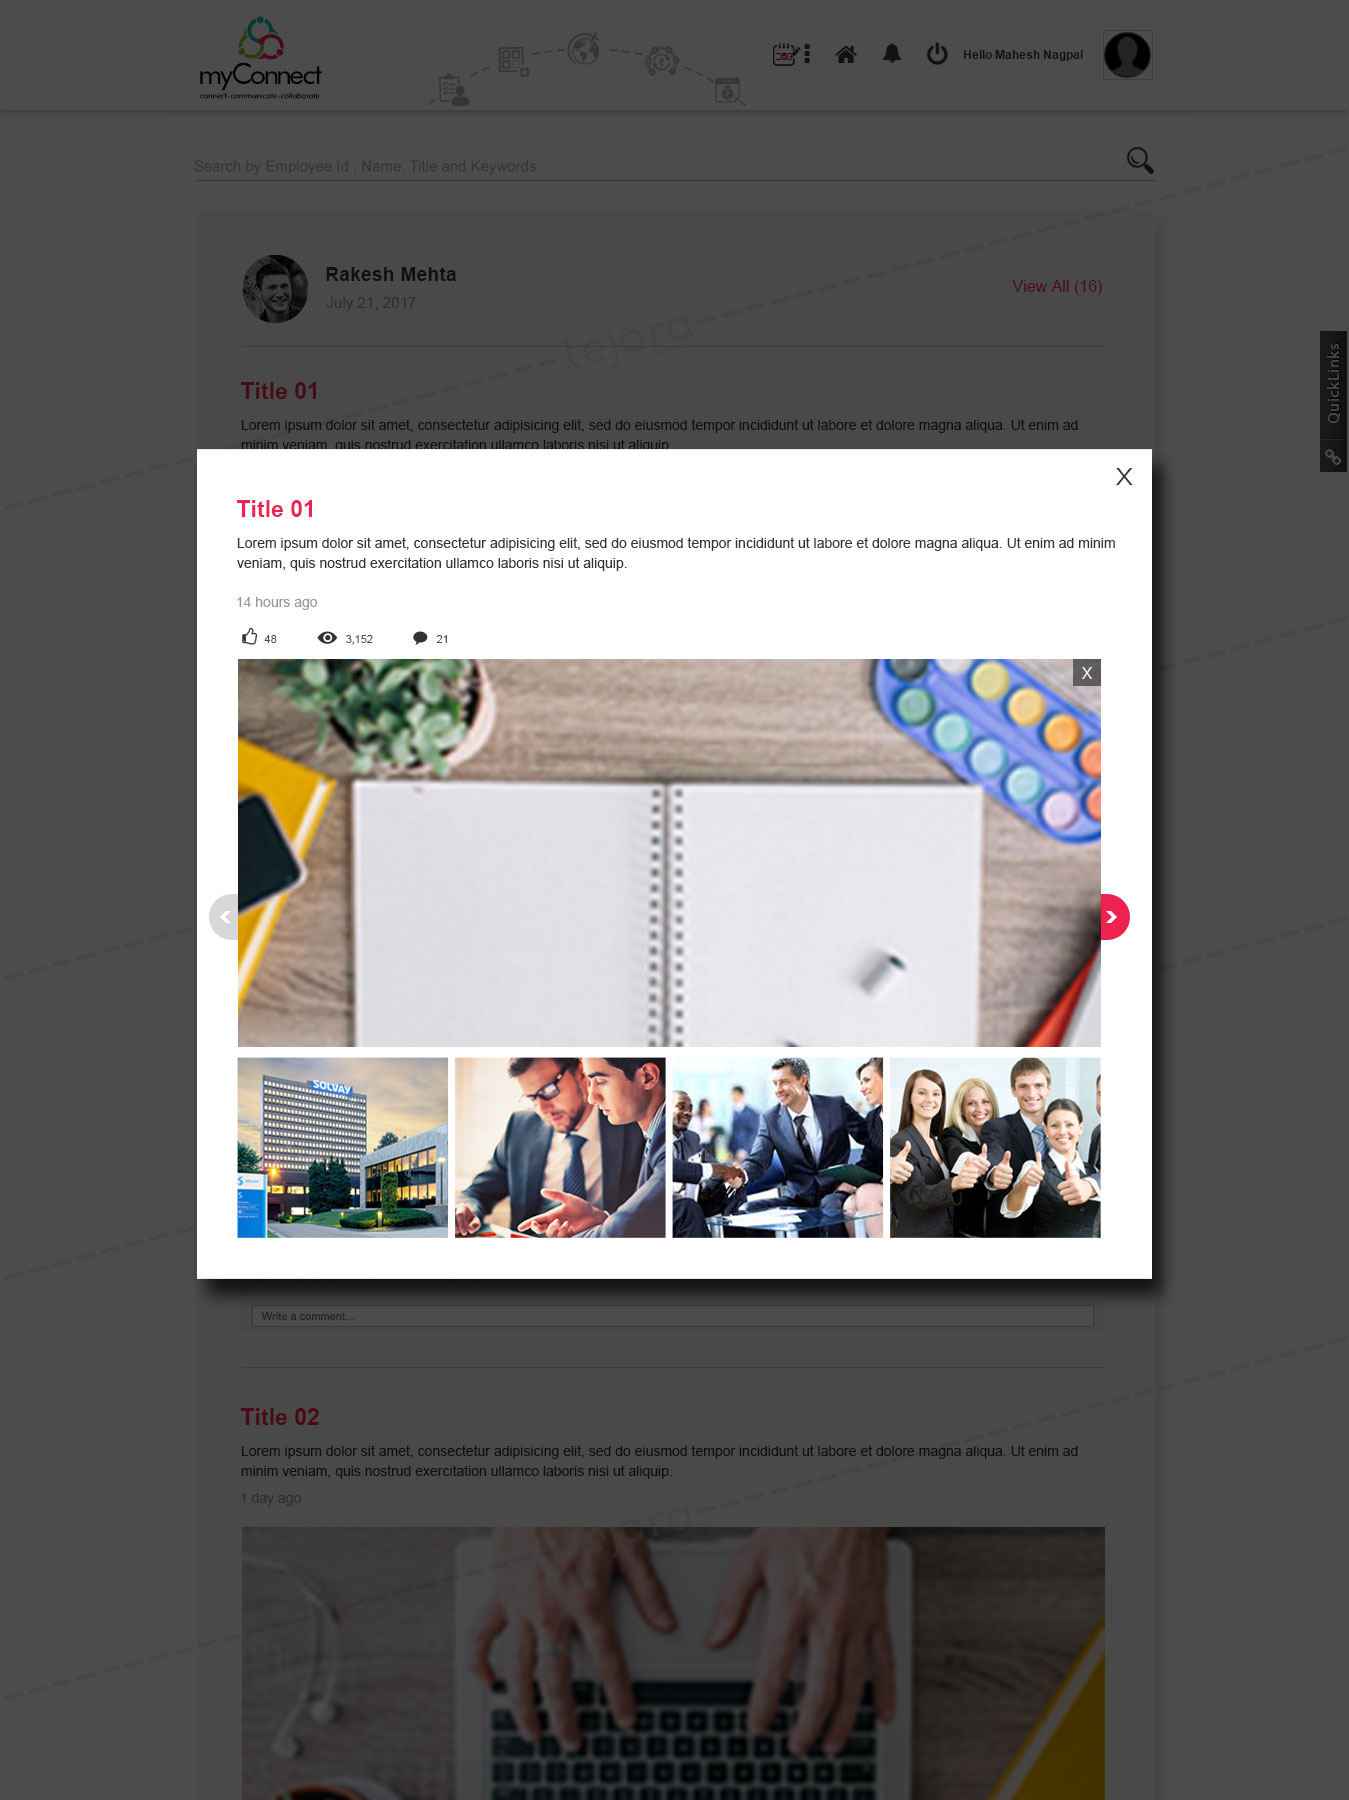 myConnect
connect-communicate-collaborate
Hello Mahesh Nagpal
Search by Employee Id , Name, Title and Keywords
Rakesh Mehta
July 21, 2017
View All (16)
QuickLinks
tejora
Title 01
Lorem ipsum dolor sit amet, consectetur adipisicing elit, sed do eiusmod tempor incididunt ut labore et dolore magna aliqua. Ut enim ad
minim veniam, quis nostrud exercitation ullamco laboris nisi ut aliquip.
X
Title 01
Lorem ipsum dolor sit amet, consectetur adipisicing elit, sed do eiusmod tempor incididunt ut labore et dolore magna aliqua. Ut enim ad minim
veniam, quis nostrud exercitation ullamco laboris nisi ut aliquip.
14 hours ago
48 3,152 21
X
SOLVAY
Write a comment...
Title 02
Lorem ipsum dolor sit amet, consectetur adipisicing elit, sed do eiusmod tempor incididunt ut labore et dolore magna aliqua. Ut enim ad
minim veniam, quis nostrud exercitation ullamco laboris nisi ut aliquip.
1 day ago
tejora